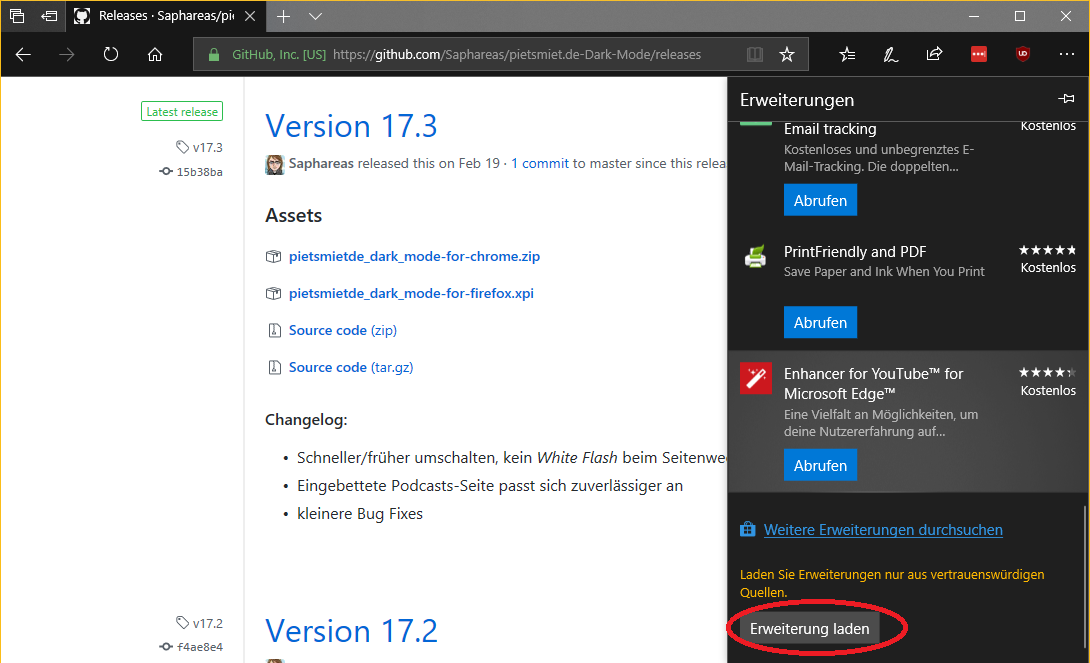 Releases · Saphareas/pie
GitHub, Inc. [US] https://github.com/Saphareas/pietsmiet.de-Dark-Mode/releases
Latest release
v17.3
15b38ba
Version 17.3
Saphareas released this on Feb 19 · 1 commit to master since this relea
Assets
pietsmietde_dark_mode-for-chrome.zip
pietsmietde_dark_mode-for-firefox.xpi
Source code (zip)
Source code (tar.gz)
Changelog:
• Schneller/früher umschalten, kein White Flash beim Seitenwe
• Eingebettete Podcasts-Seite passt sich zuverlässiger an
• kleinere Bug Fixes
v17.2
f4ae8e4
Version 17.2
Erweiterungen
Email tracking
Kostenlos
Kostenloses und unbegrenztes E-
Mail-Tracking. Die doppelten...
Abrufen
PrintFriendly and PDF
Kostenlos
Save Paper and Ink When You Print
Abrufen
Enhancer for YouTube™ for
Microsoft Edge™
Kostenlos
Eine Vielfalt an Möglichkeiten, um
deine Nutzererfahrung auf...
Abrufen
Weitere Erweiterungen durchsuchen
Laden Sie Erweiterungen nur aus vertrauenswürdigen
Quellen.
Erweiterung laden